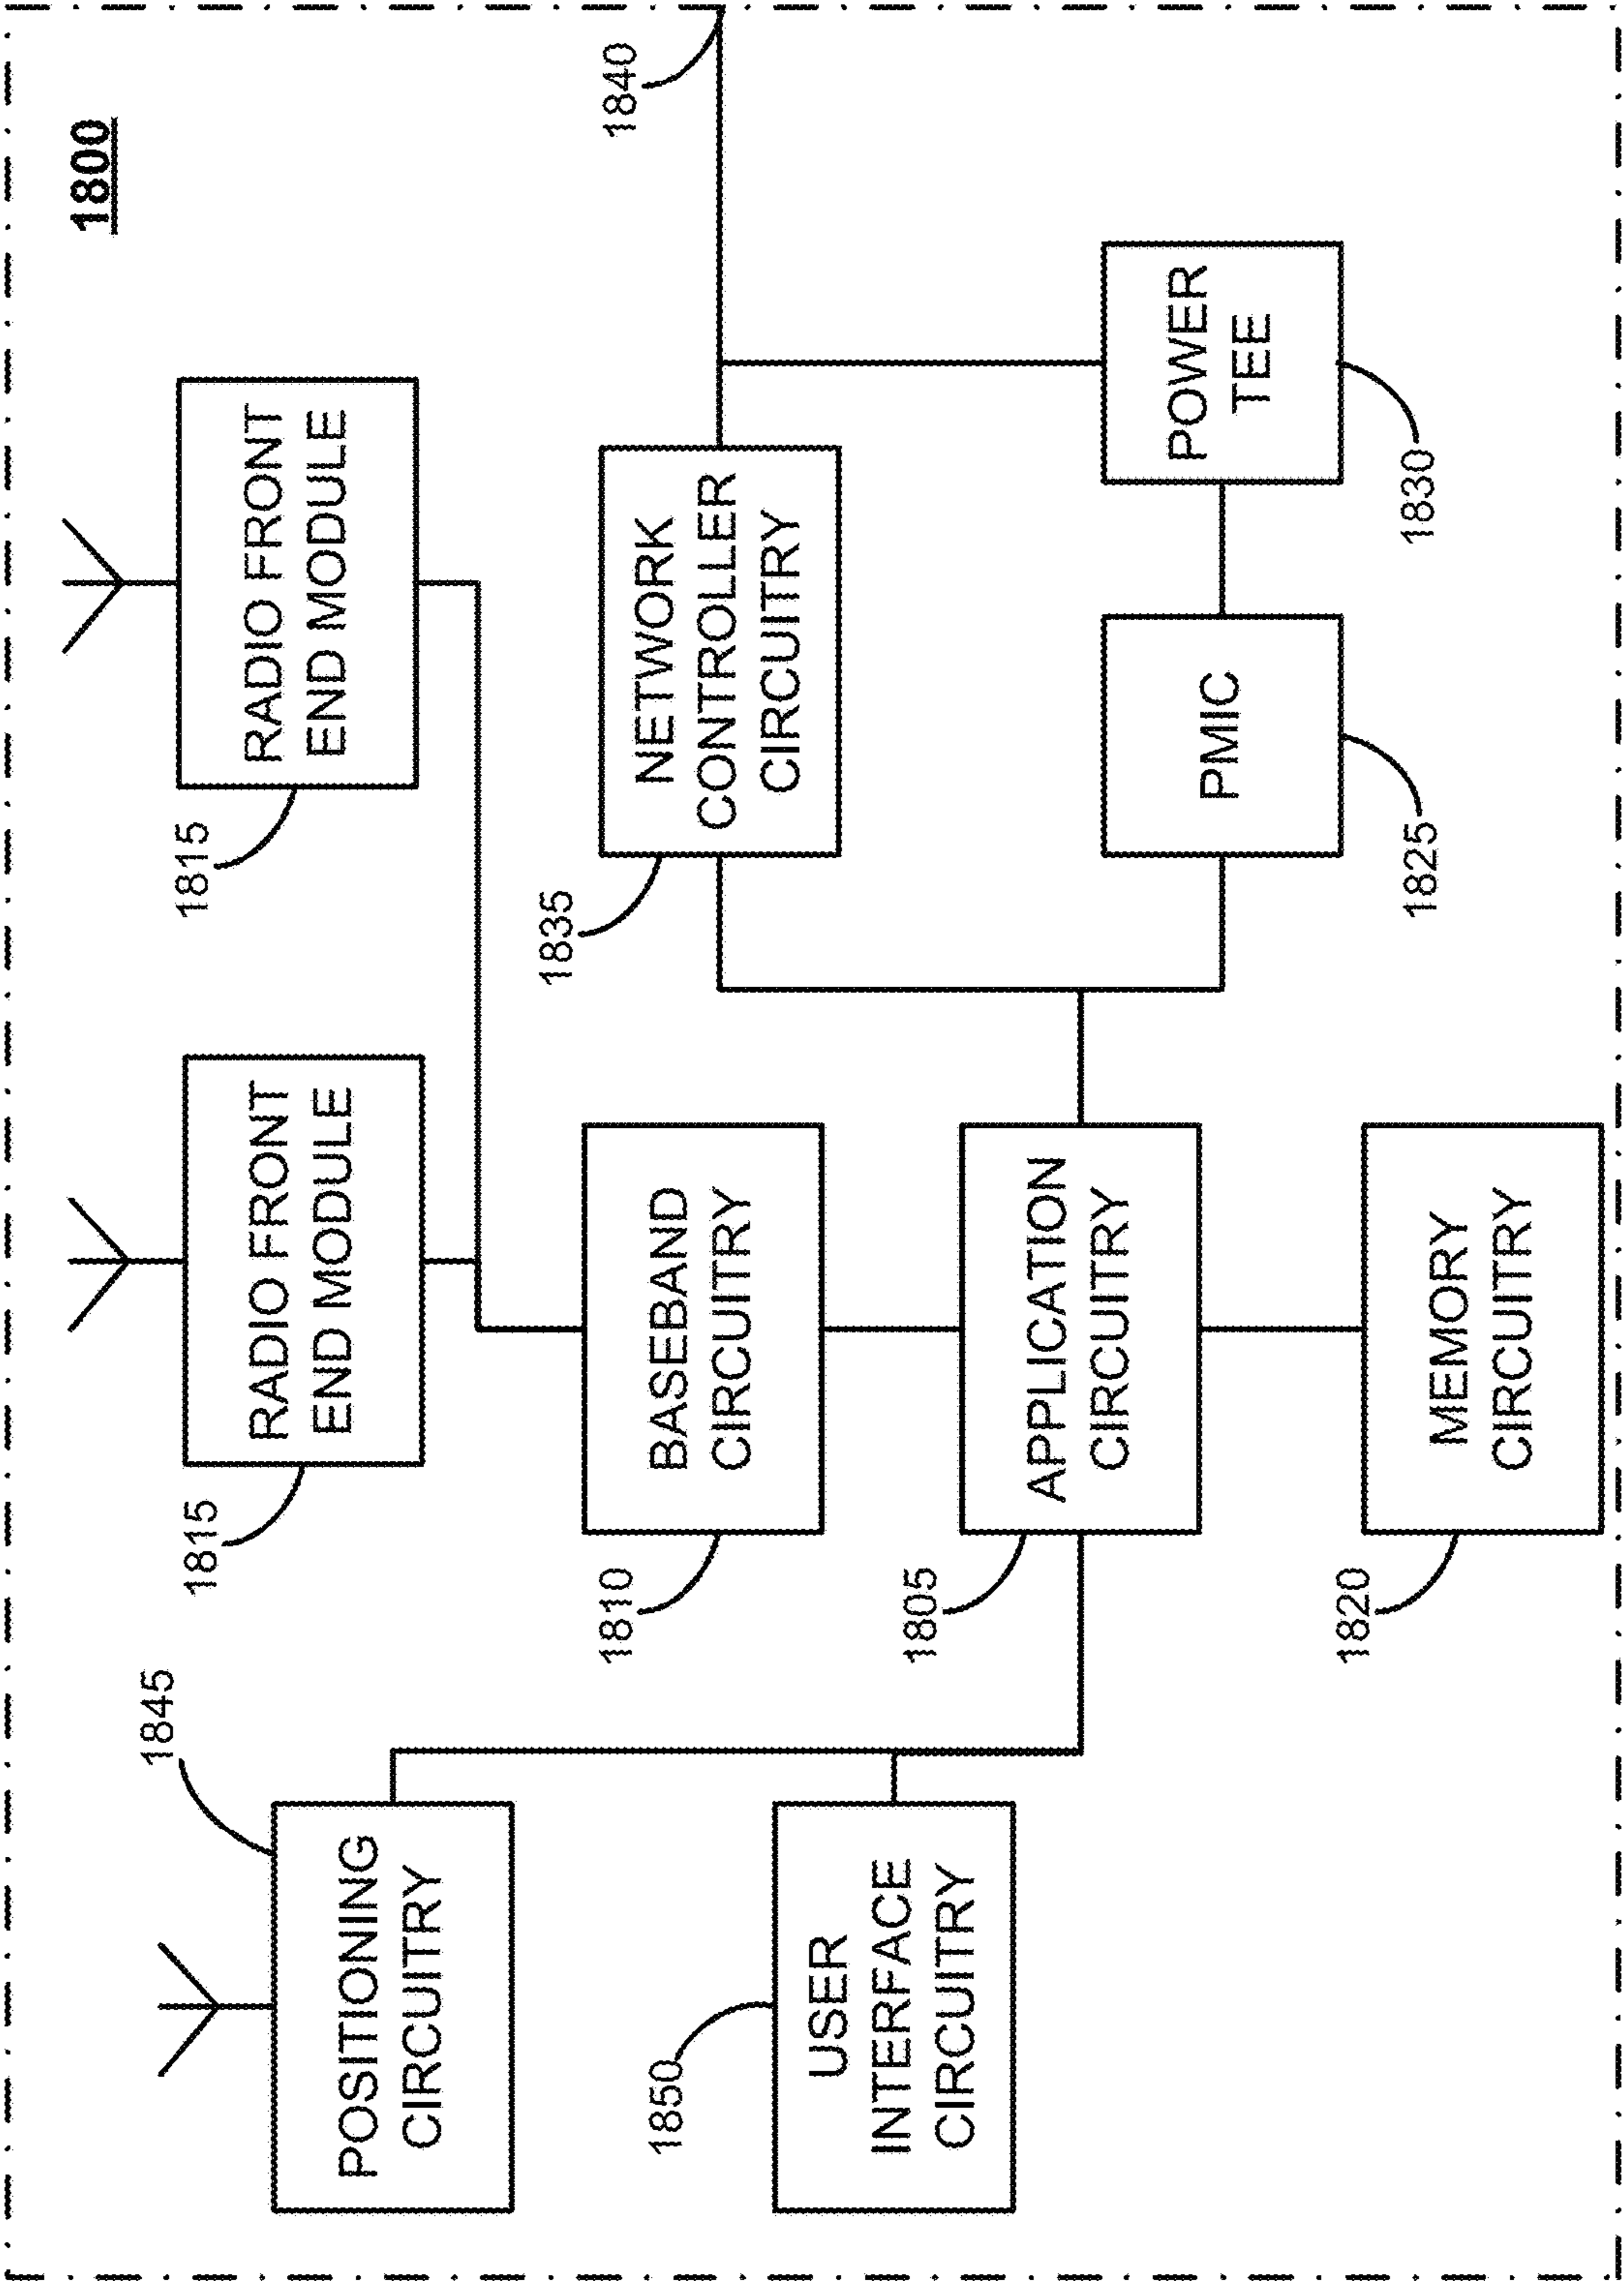 1800
1815
RADIO FRONT
END MODULE
1815
RADIO FRONT
END MODULE
1845
POSITIONING
CIRCUITRY
1840
1835
NETWORK
CONTROLLER
CIRCUITRY
1810
BASEBAND
CIRCUITRY
1850
USER
INTERFACE
CIRCUITRY
1805
APPLICATION
CIRCUITRY
POWER
TEE
1830
PMIC
1825
1820
MEMORY
CIRCUITRY